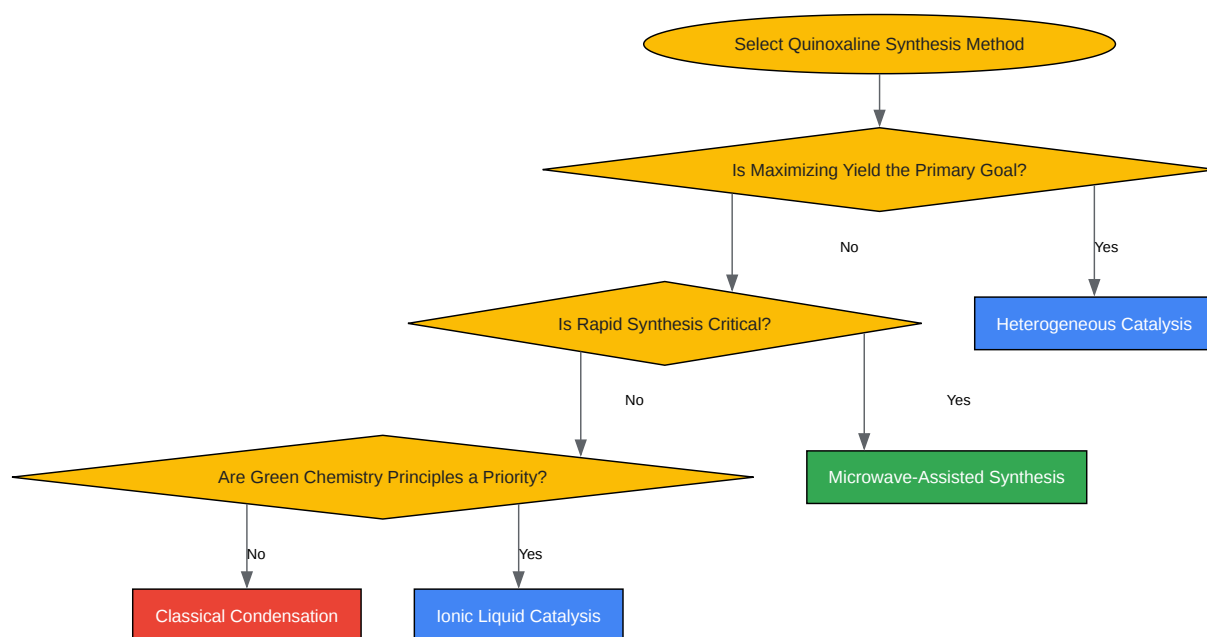 Select Quinoxaline Synthesis Method
Is Maximizing Yield the Primary Goal?
No
Yes
Is Rapid Synthesis Critical?
Heterogeneous Catalysis
No
Yes
Are Green Chemistry Principles a Priority?
Microwave-Assisted Synthesis
No
Yes
Classical Condensation
Ionic Liquid Catalysis